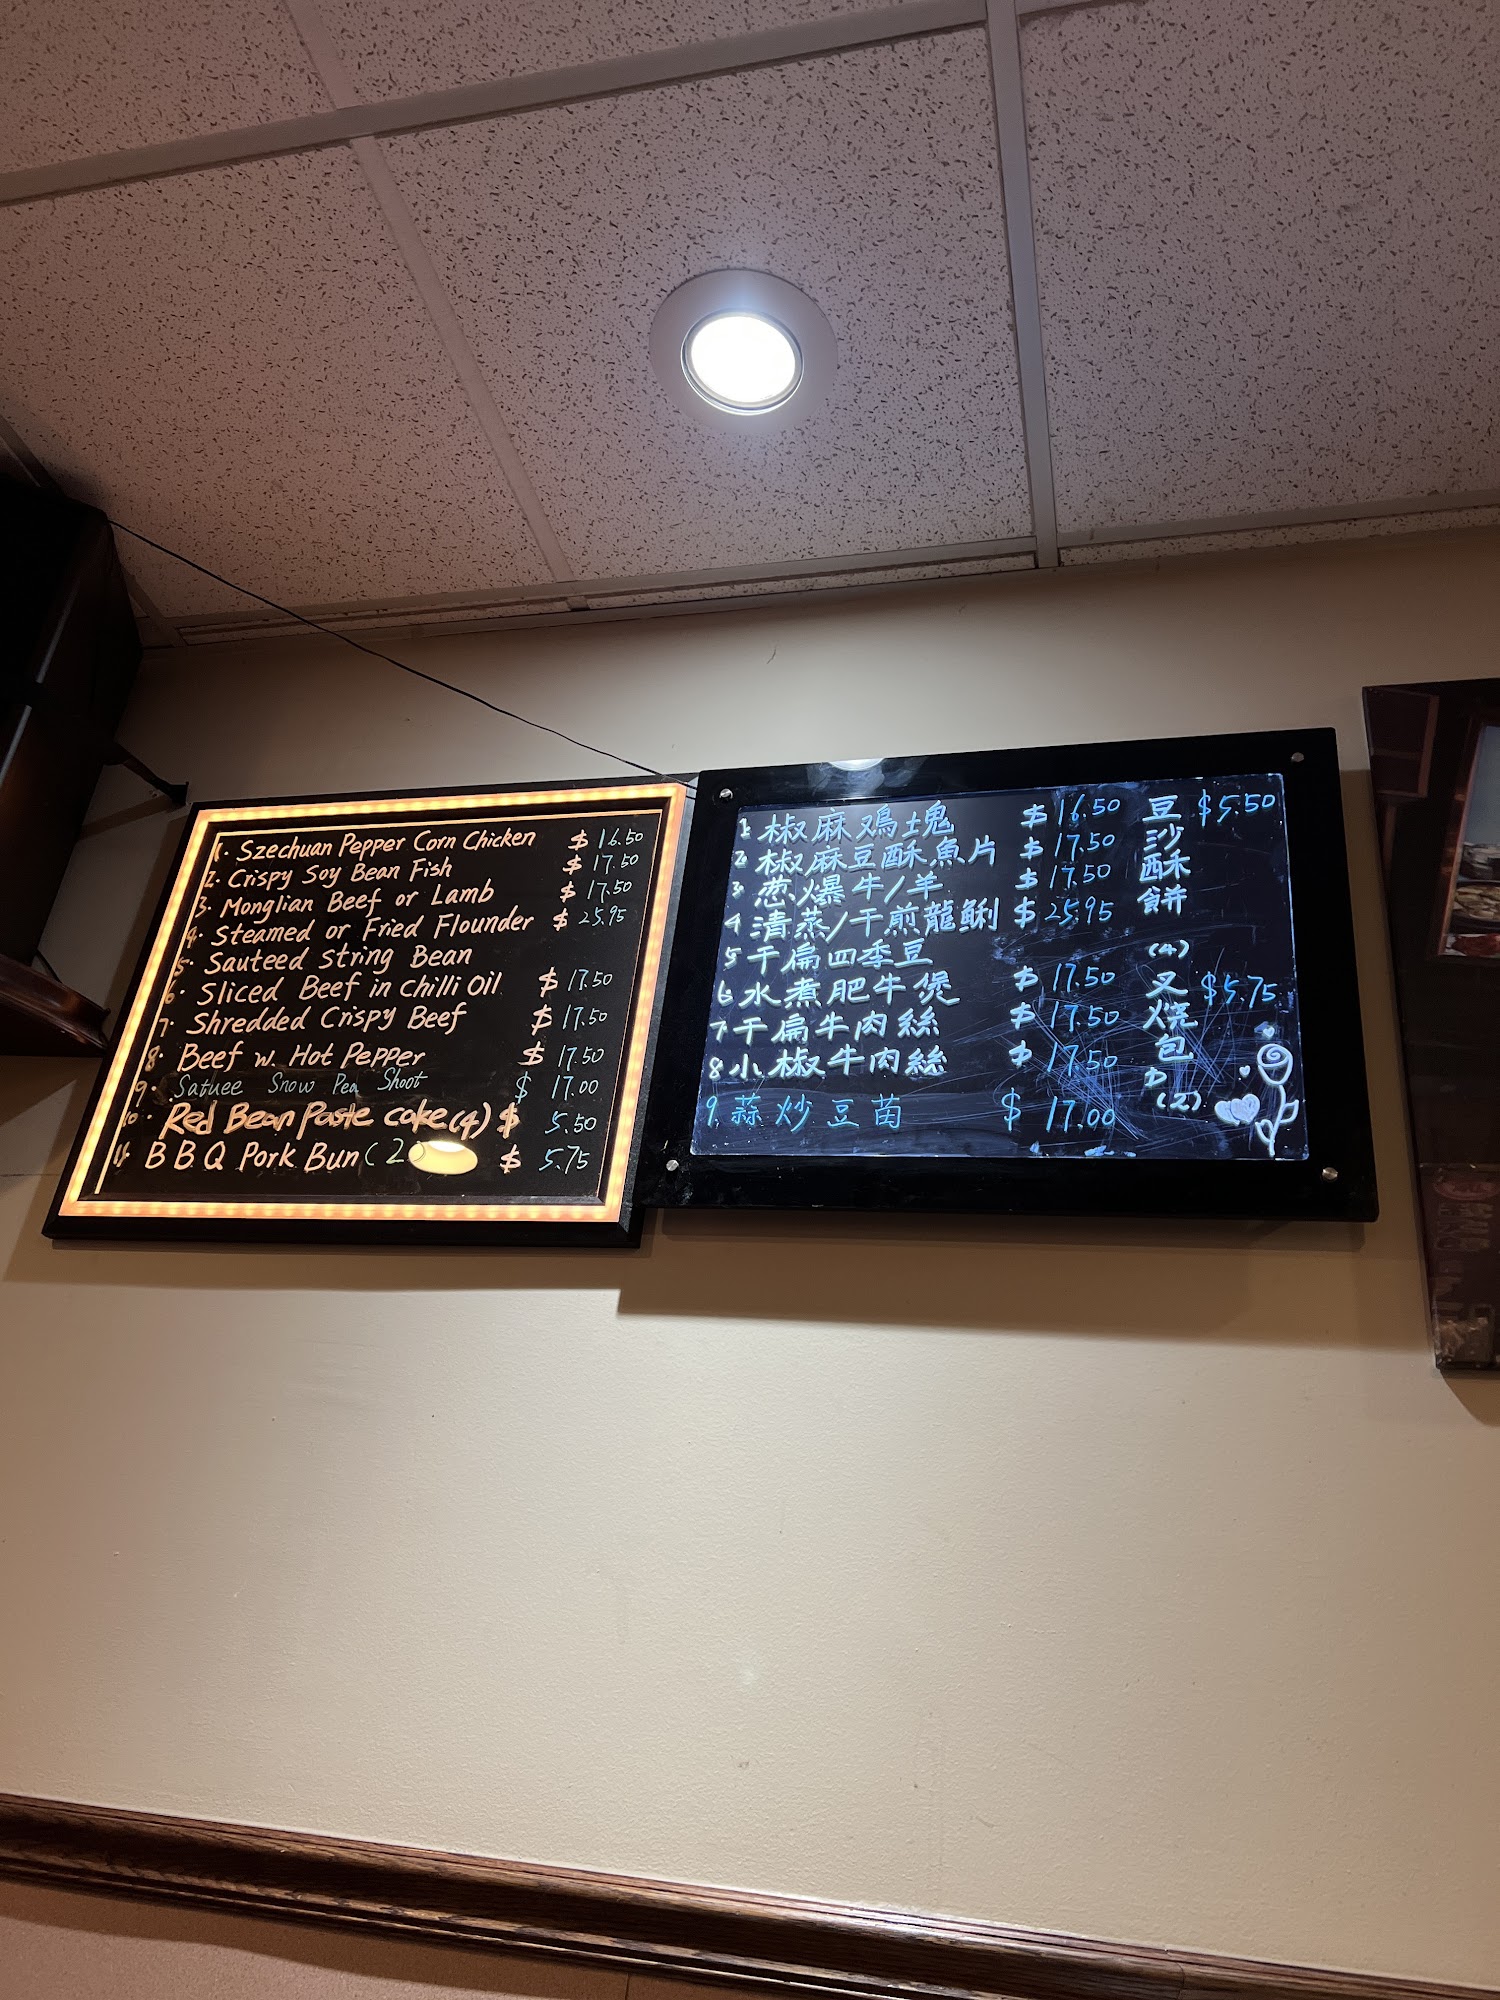 1. Szechuan Pepper Corn Chicken $ 16.50
2. Crispy Soy Bean Fish $ 17.50
3. Monglian Beef or Lamb $ 17.50
4. Steamed or Fried Flounder $ 25.95
5. Sauteed String Bean
6. Sliced Beef in chilli Oil $ 17.50
7. Shredded Crispy Beef $ 17.50
8. Beef w. Hot Pepper $ 17.50
9. Satuee Snow Pea Shoot $ 17.00
10. Red Bean Paste cake (4) $ 5.50
11. BBQ Pork Bun (2) $ 5.75
1. 椒麻鳮塊 $ 16.50
2. 椒麻豆酥魚片 $ 17.50
3. 葱爆牛/羊 $ 17.50
4 清蒸/干煎龍鯏 $ 25.95
5 干扁四季豆
6 水煮肥牛煲 $ 17.50
7 干扁牛肉絲 $ 17.50
8 小椒牛肉絲 $ 17.50
9. 蒜炒豆苗 $ 17.00
豆沙酥餅 (4) $5.50
叉燒包 (2) $5.75